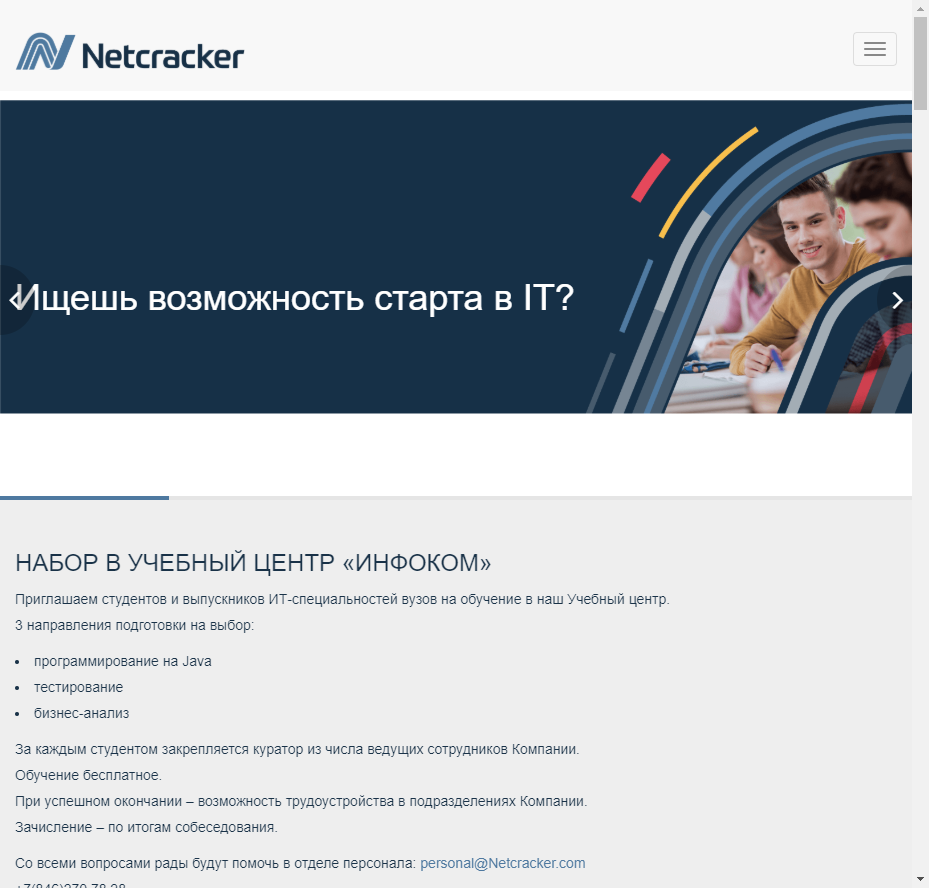 Netcracker
Ищешь возможность старта в IT?
НАБОР В УЧЕБНЫЙ ЦЕНТР «ИНФОКОМ»
Приглашаем студентов и выпускников ИТ-специальностей вузов на обучение в наш Учебный центр.
3 направления подготовки на выбор:
• программирование на Java
• тестирование
• бизнес-анализ
За каждым студентом закрепляется куратор из числа ведущих сотрудников Компании.
Обучение бесплатное.
При успешном окончании – возможность трудоустройства в подразделениях Компании.
Зачисление – по итогам собеседования.
Со всеми вопросами рады будут помочь в отделе персонала: personal@Netcracker.com